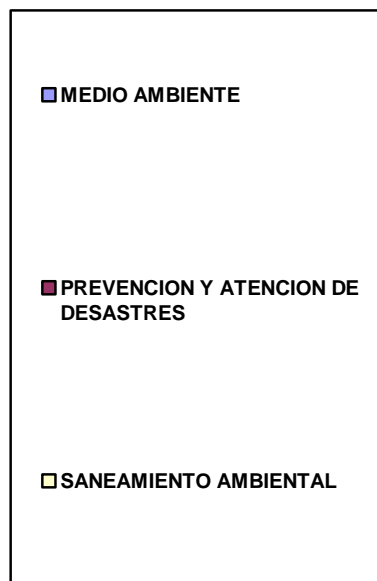 MEDIO AMBIENTE
PREVENCION Y ATENCION DE
DESASTRES
SANEAMIENTO AMBIENTAL